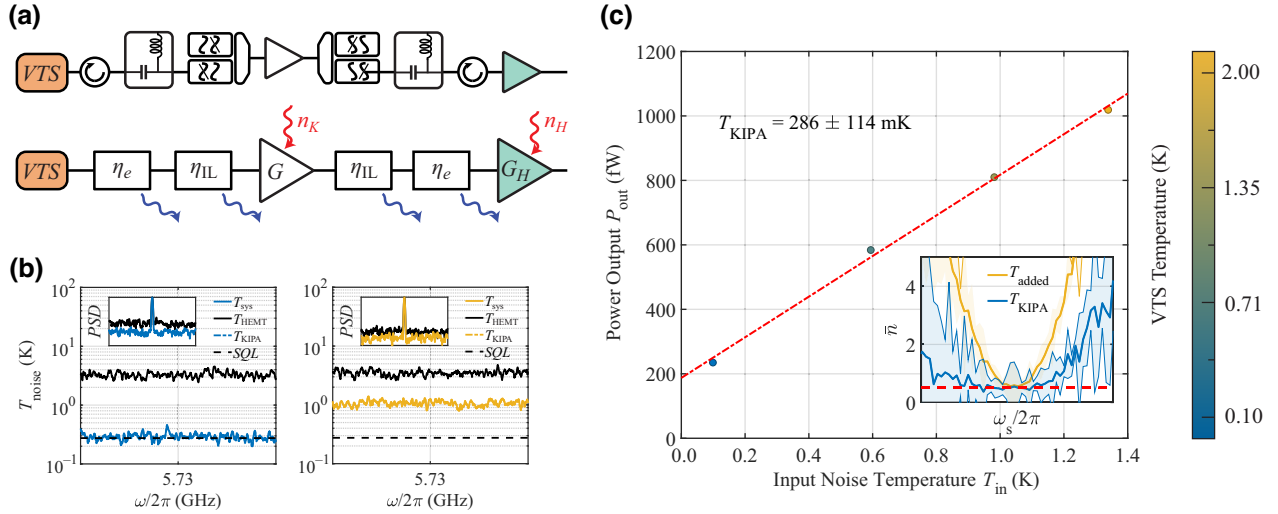 (a)
VTS
n_K
n_H
VTS
η_e
η_IL
G
η_IL
η_e
G_H
(b)
10^2
10^1
10^0
10^-1
T_noise (K)
PSD
T_sys
T_HEMT
T_KIPA
SQL
5.73
ω/2π (GHz)
10^2
10^1
10^0
10^-1
PSD
T_sys
T_HEMT
T_KIPA
SQL
5.73
ω/2π (GHz)
(c)
1200
1000
800
600
400
200
0
Power Output P_out (fW)
T_KIPA = 286 ± 114 mK
0.0
0.2
0.4
0.6
0.8
1.0
1.2
1.4
Input Noise Temperature T_in (K)
4
2
0
n̄
T_added
T_KIPA
ω_s/2π
VTS Temperature (K)
2.00
1.35
0.71
0.10